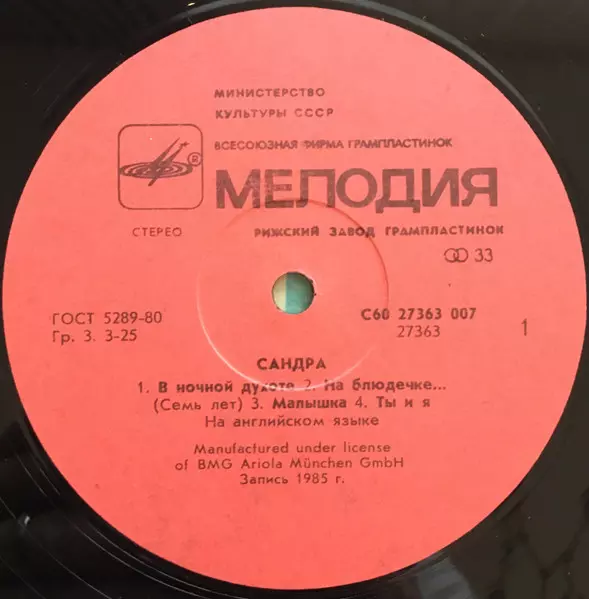 МИНИСТЕРСТВО
КУЛЬТУРЫ СССР
ВСЕСОЮЗНАЯ ФИРМА ГРАМПЛАСТИНОК
®
МЕЛОДИЯ
СТЕРЕО
РИЖСКИЙ ЗАВОД ГРАМПЛАСТИНОК
33
ГОСТ 5289-80
Гр. 3. 3-25
С60 27363 007
27363
1
САНДРА
1. В ночной духоте 2. На блюдечке...
(Семь лет) 3. Малышка 4. Ты и я
На английском языке
Manufactured under license
of BMG Ariola München GmbH
Запись 1985 г.